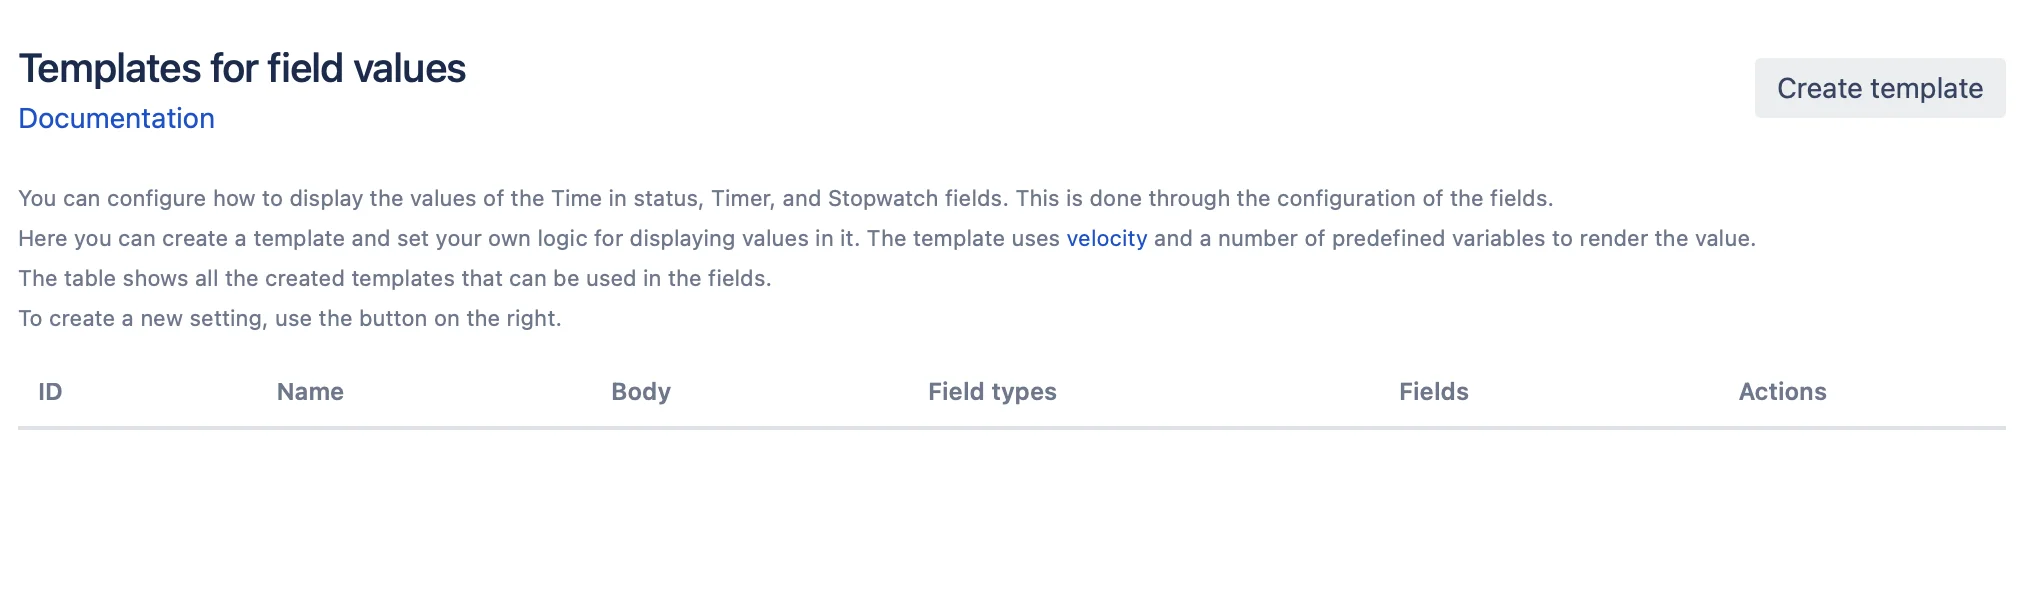 Templates for field values
Create template
Documentation
You can configure how to display the values of the Time in status, Timer, and Stopwatch fields. This is done through the configuration of the fields.
Here you can create a template and set your own logic for displaying values in it. The template uses velocity and a number of predefined variables to render the value.
The table shows all the created templates that can be used in the fields.
To create a new setting, use the button on the right.
ID Name Body Field types Fields Actions